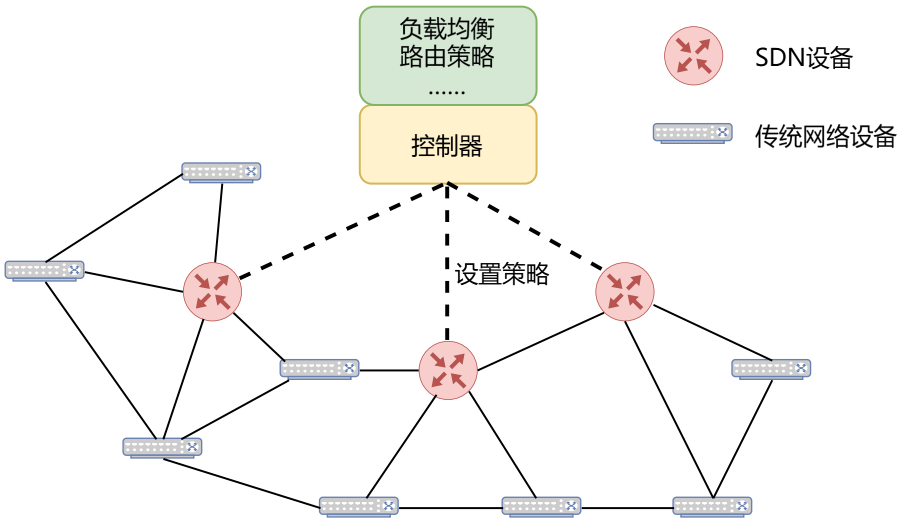 负载均衡
路由策略
......
控制器
SDN设备
传统网络设备
设置策略